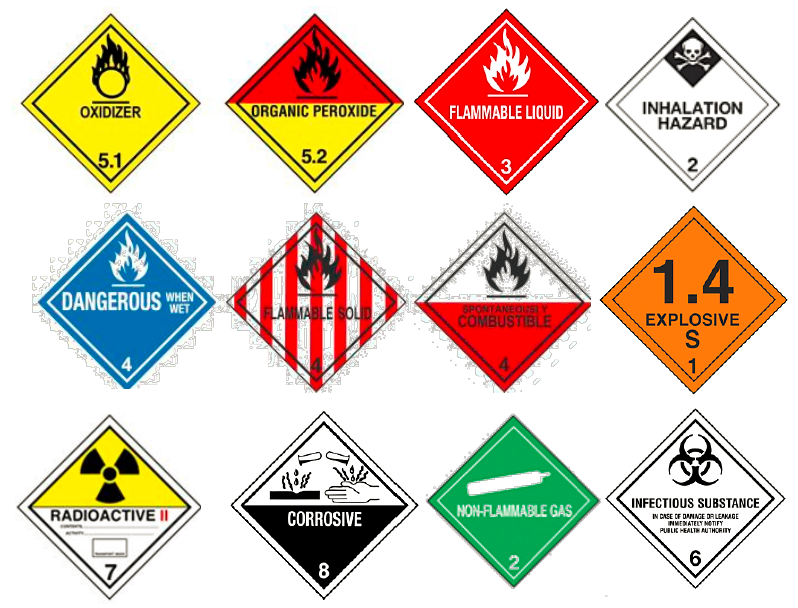 OXIDIZER
5.1
ORGANIC PEROXIDE
5.2
FLAMMABLE LIQUID
3
INHALATION
HAZARD
2
DANGEROUS WHEN
WET
4
FLAMMABLE SOLID
4
SPONTANEOUSLY
COMBUSTIBLE
4
1.4
EXPLOSIVE
S
1
RADIOACTIVE II
CONTENTS
ACTIVITY
TRANSPORT INDEX
7
CORROSIVE
8
NON-FLAMMABLE GAS
2
INFECTIOUS SUBSTANCE
IN CASE OF DAMAGE OR LEAKAGE
IMMEDIATELY NOTIFY
PUBLIC HEALTH AUTHORITY
6